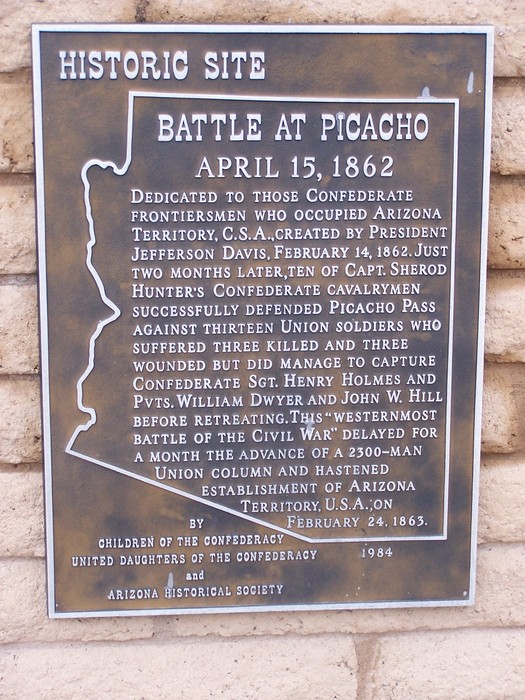 HISTORIC SITE
BATTLE AT PICACHO
APRIL 15, 1862
DEDICATED TO THOSE CONFEDERATE
FRONTIERSMEN WHO OCCUPIED ARIZONA
TERRITORY, C.S.A., CREATED BY PRESIDENT
JEFFERSON DAVIS, FEBRUARY 14, 1862. JUST
TWO MONTHS LATER, TEN OF CAPT. SHEROD
HUNTER'S CONFEDERATE CAVALRYMEN
SUCCESSFULLY DEFENDED PICACHO PASS
AGAINST THIRTEEN UNION SOLDIERS WHO
SUFFERED THREE KILLED AND THREE
WOUNDED BUT DID MANAGE TO CAPTURE
CONFEDERATE SGT. HENRY HOLMES AND
PVTS. WILLIAM DWYER AND JOHN W. HILL
BEFORE RETREATING. THIS "WESTERNMOST
BATTLE OF THE CIVIL WAR" DELAYED FOR
A MONTH THE ADVANCE OF A 2300-MAN
UNION COLUMN AND HASTENED
ESTABLISHMENT OF ARIZONA
TERRITORY, U.S.A., ON
FEBRUARY 24, 1863.
BY
CHILDREN OF THE CONFEDERACY
UNITED DAUGHTERS OF THE CONFEDERACY 1984
and
ARIZONA HISTORICAL SOCIETY